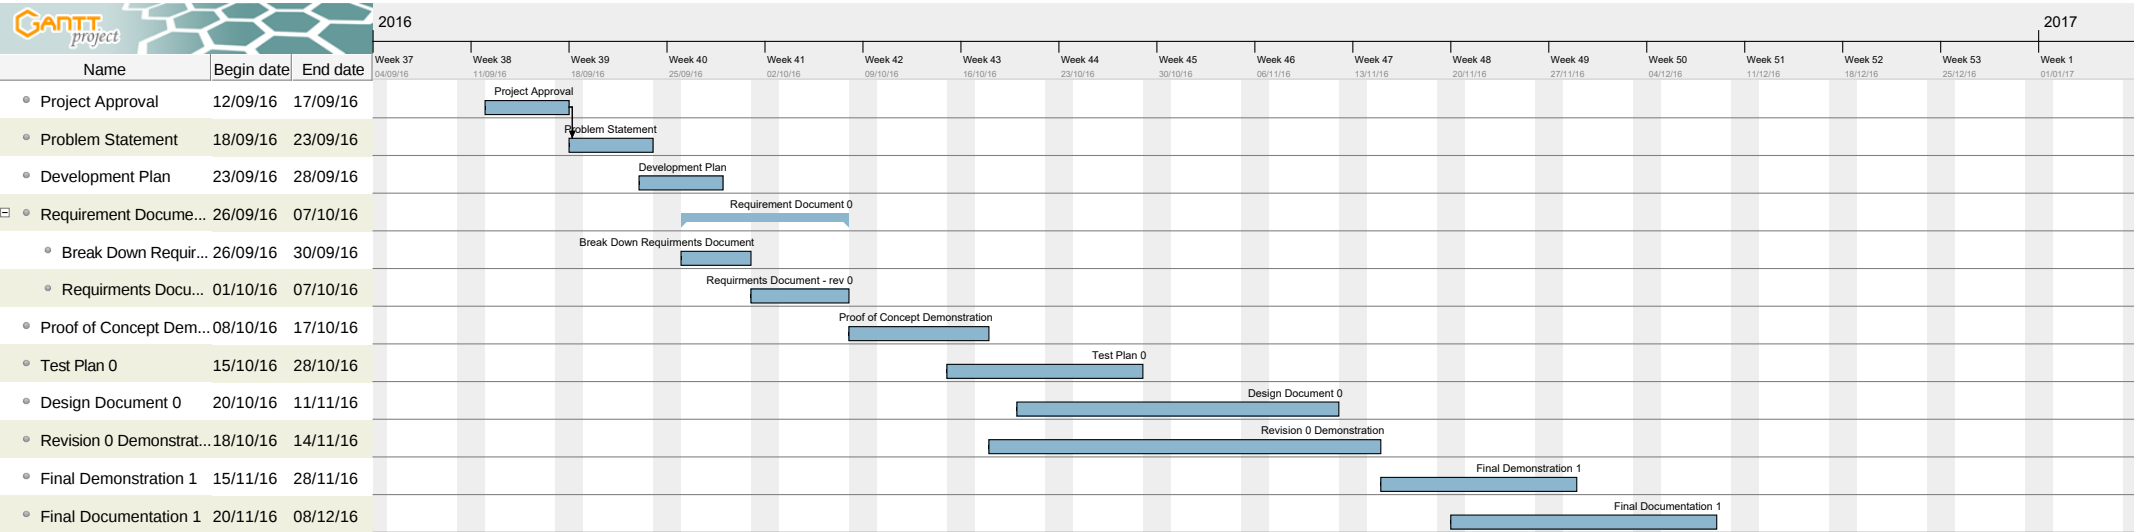 GANTT
project
2016
2017
Name Begin date End date
Week 37 Week 38 Week 39 Week 40 Week 41 Week 42 Week 43 Week 44 Week 45 Week 46 Week 47 Week 48 Week 49 Week 50 Week 51 Week 52 Week 53 Week 1
04/09/16 11/09/16 18/09/16 25/09/16 02/10/16 09/10/16 16/10/16 23/10/16 30/10/16 06/11/16 13/11/16 20/11/16 27/11/16 04/12/16 11/12/16 18/12/16 25/12/16 01/01/17
Project Approval 12/09/16 17/09/16 Project Approval
Problem Statement 18/09/16 23/09/16 Problem Statement
Development Plan 23/09/16 28/09/16 Development Plan
Requirement Docume... 26/09/16 07/10/16 Requirement Document 0
Break Down Requir... 26/09/16 30/09/16 Break Down Requirments Document
Requirments Docu... 01/10/16 07/10/16 Requirments Document - rev 0
Proof of Concept Dem... 08/10/16 17/10/16 Proof of Concept Demonstration
Test Plan 0 15/10/16 28/10/16 Test Plan 0
Design Document 0 20/10/16 11/11/16 Design Document 0
Revision 0 Demonstrat... 18/10/16 14/11/16 Revision 0 Demonstration
Final Demonstration 1 15/11/16 28/11/16 Final Demonstration 1
Final Documentation 1 20/11/16 08/12/16 Final Documentation 1